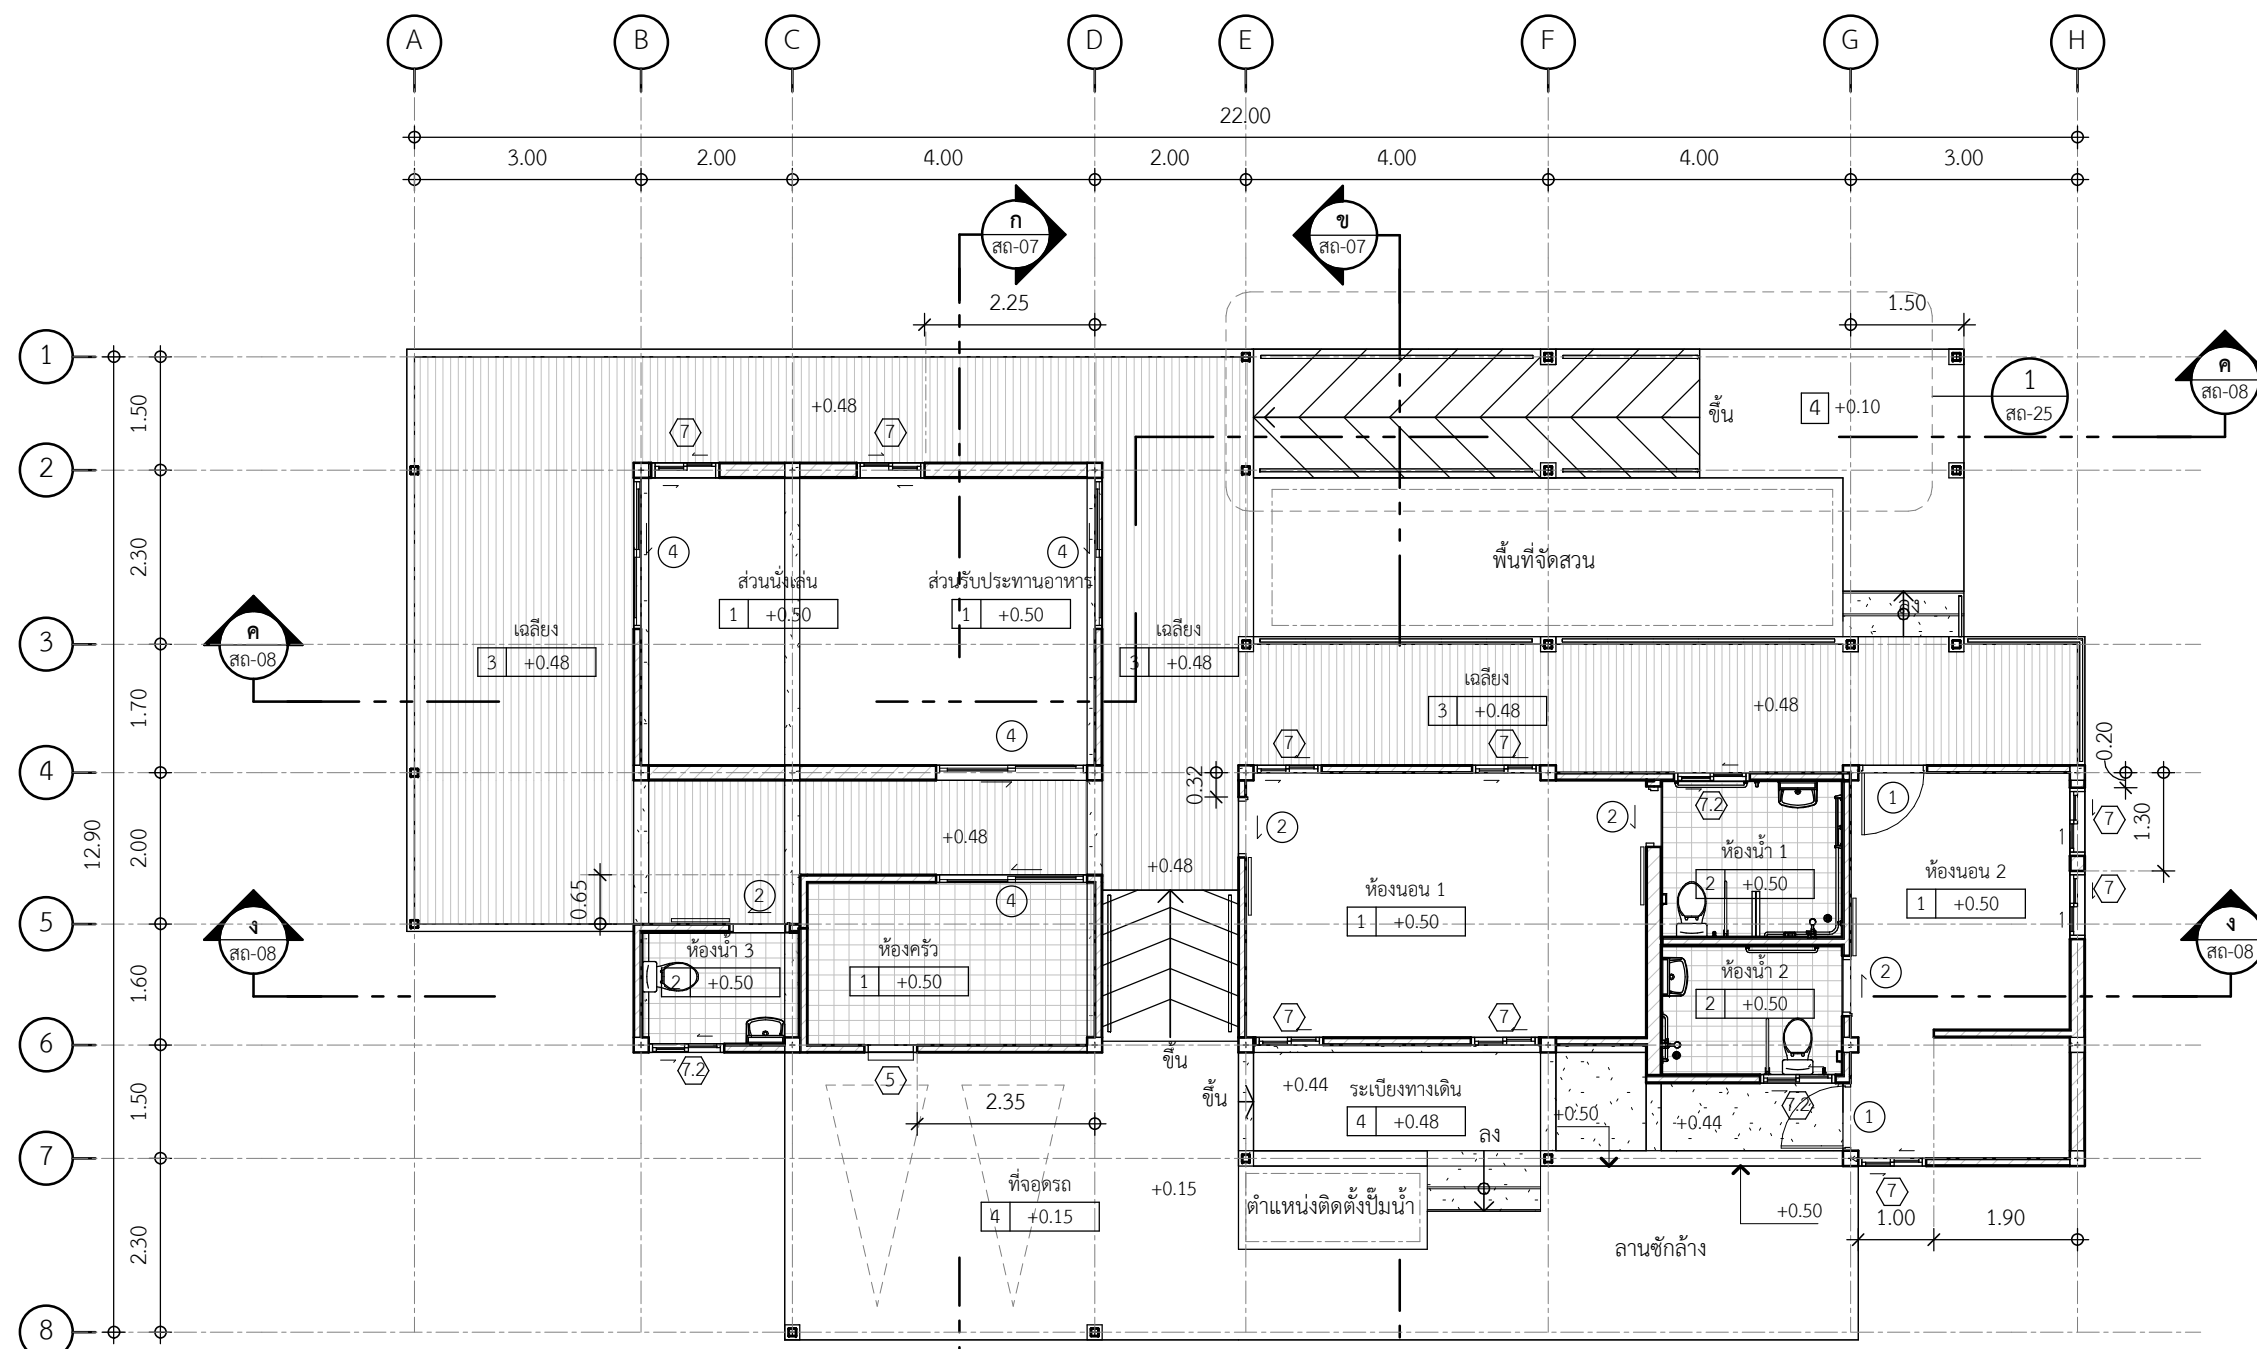 A B C D E F G H
22.00
3.00 2.00 4.00 2.00 4.00 4.00 3.00
ก
สถ-07
ข
สถ-07
2.25
1.50
1
ค
สถ-08
1
สถ-25
1.50
+0.48
ขึ้น
4 +0.10
7
7
2
2.30
4
4
พื้นที่จัดสวน
ส่วนนั่งเล่น
1 +0.50
ส่วนรับประทานอาหาร
1 +0.50
ลง
3
ค
สถ-08
เฉลียง
3 +0.48
เฉลียง
3 +0.48
เฉลียง
3 +0.48
+0.48
1.70
4
7
7
0.20
4
0.32
12.90
2.00
+0.48
+0.48
2
2
7.2
1
7
1.30
ห้องน้ำ 1
2 +0.50
ห้องนอน 1
1 +0.50
ห้องนอน 2
1 +0.50
7
0.65
2
4
5
ง
สถ-08
ง
สถ-08
1.60
ห้องน้ำ 3
2 +0.50
ห้องครัว
1 +0.50
ห้องน้ำ 2
2 +0.50
2
7
7
6
7.2
5
ขึ้น
ขึ้น
1.50
2.35
+0.44
ระเบียงทางเดิน
4 +0.48
+0.50
+0.44
7.2
1
ลง
7
ที่จอดรถ
4 +0.15
+0.15
ตำแหน่งติดตั้งปั๊มน้ำ
7
+0.50
1.00
1.90
2.30
ลานซักล้าง
8